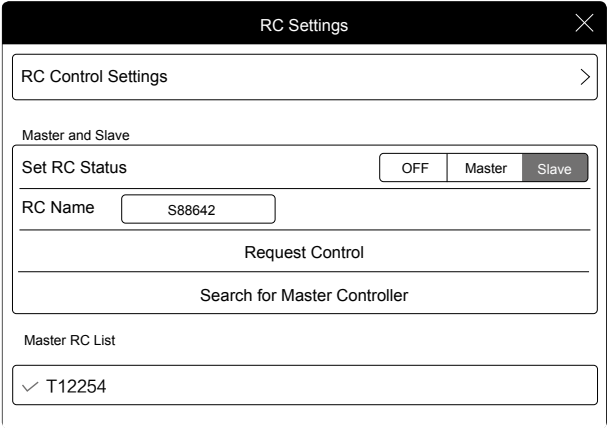 RC Settings
RC Control Settings
Master and Slave
Set RC Status OFF Master Slave
RC Name S88642
Request Control
Search for Master Controller
Master RC List
T12254